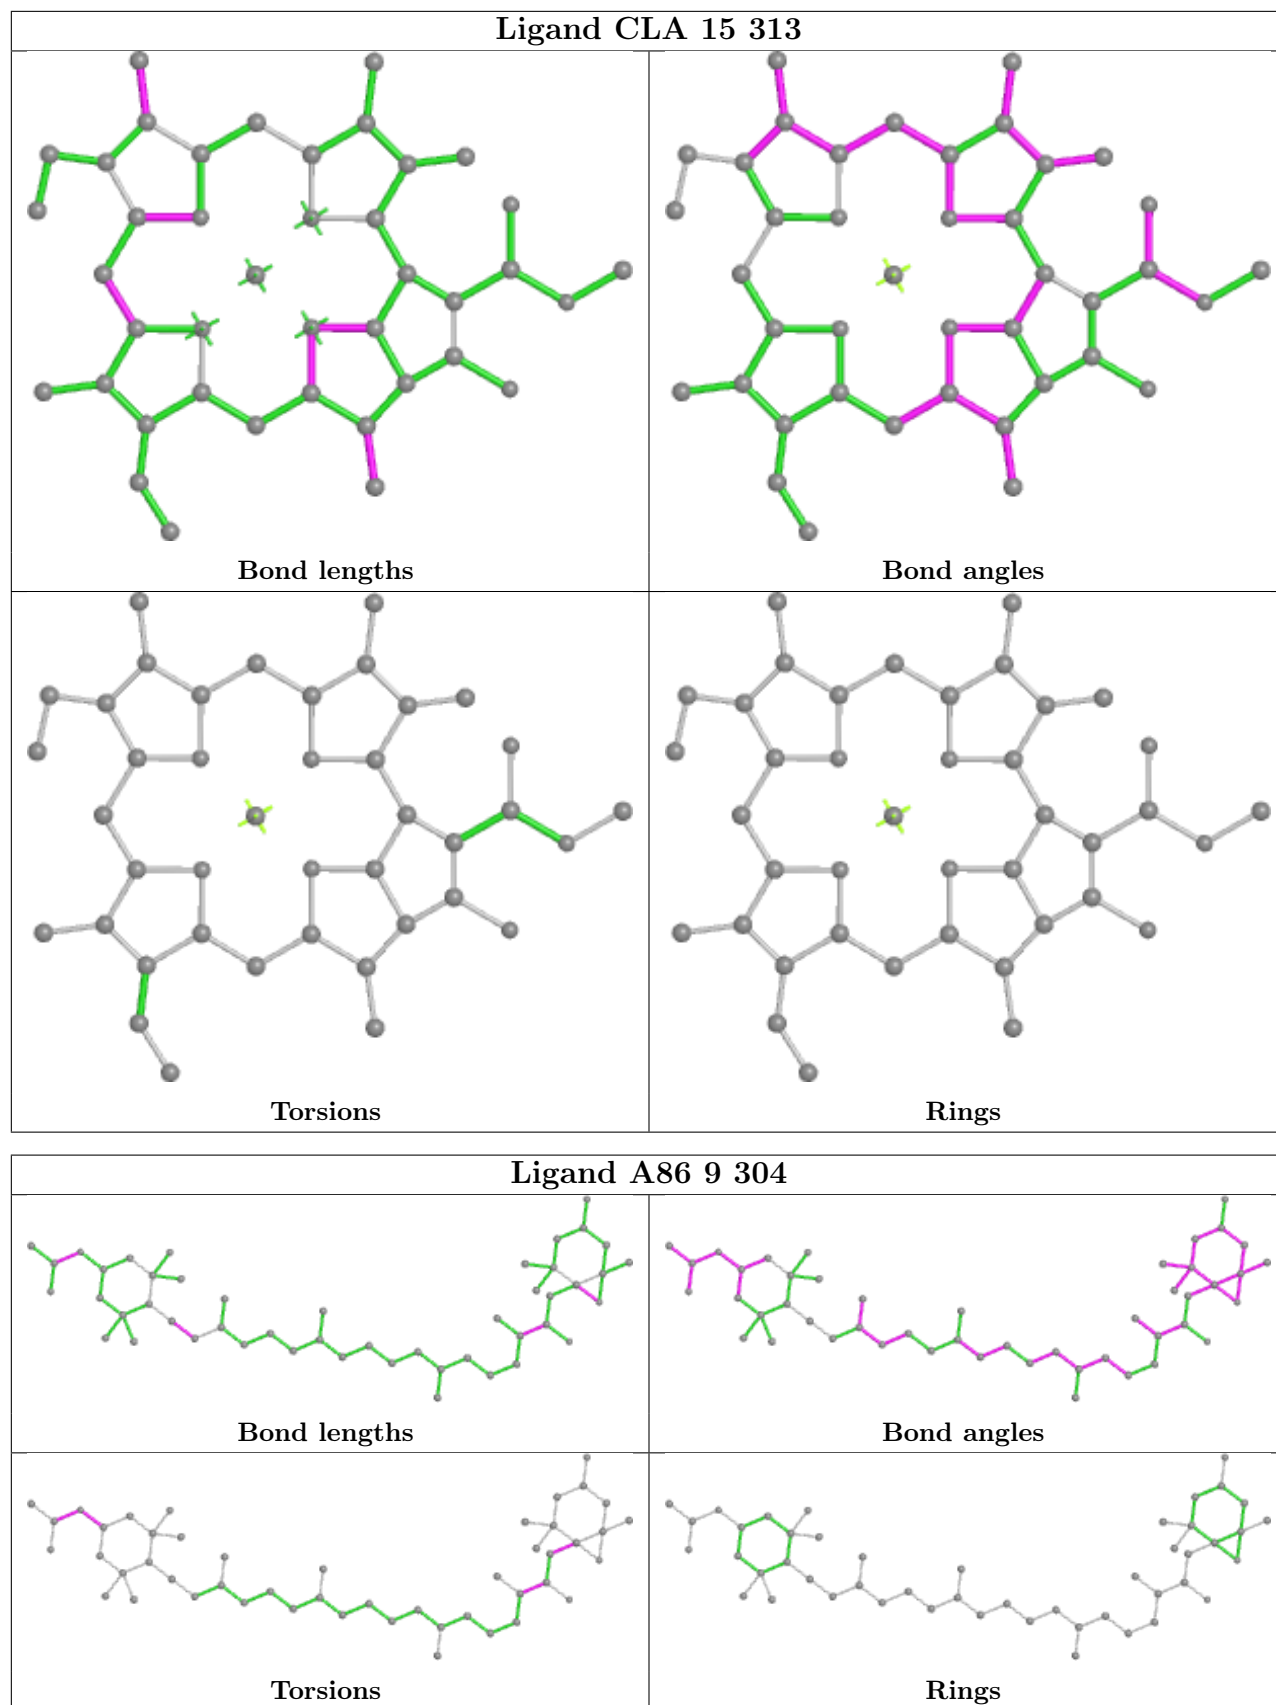 Ligand CLA 15 313
Bond lengths
Bond angles
Torsions
Rings
Ligand A86 9 304
Bond lengths
Bond angles
Torsions
Rings